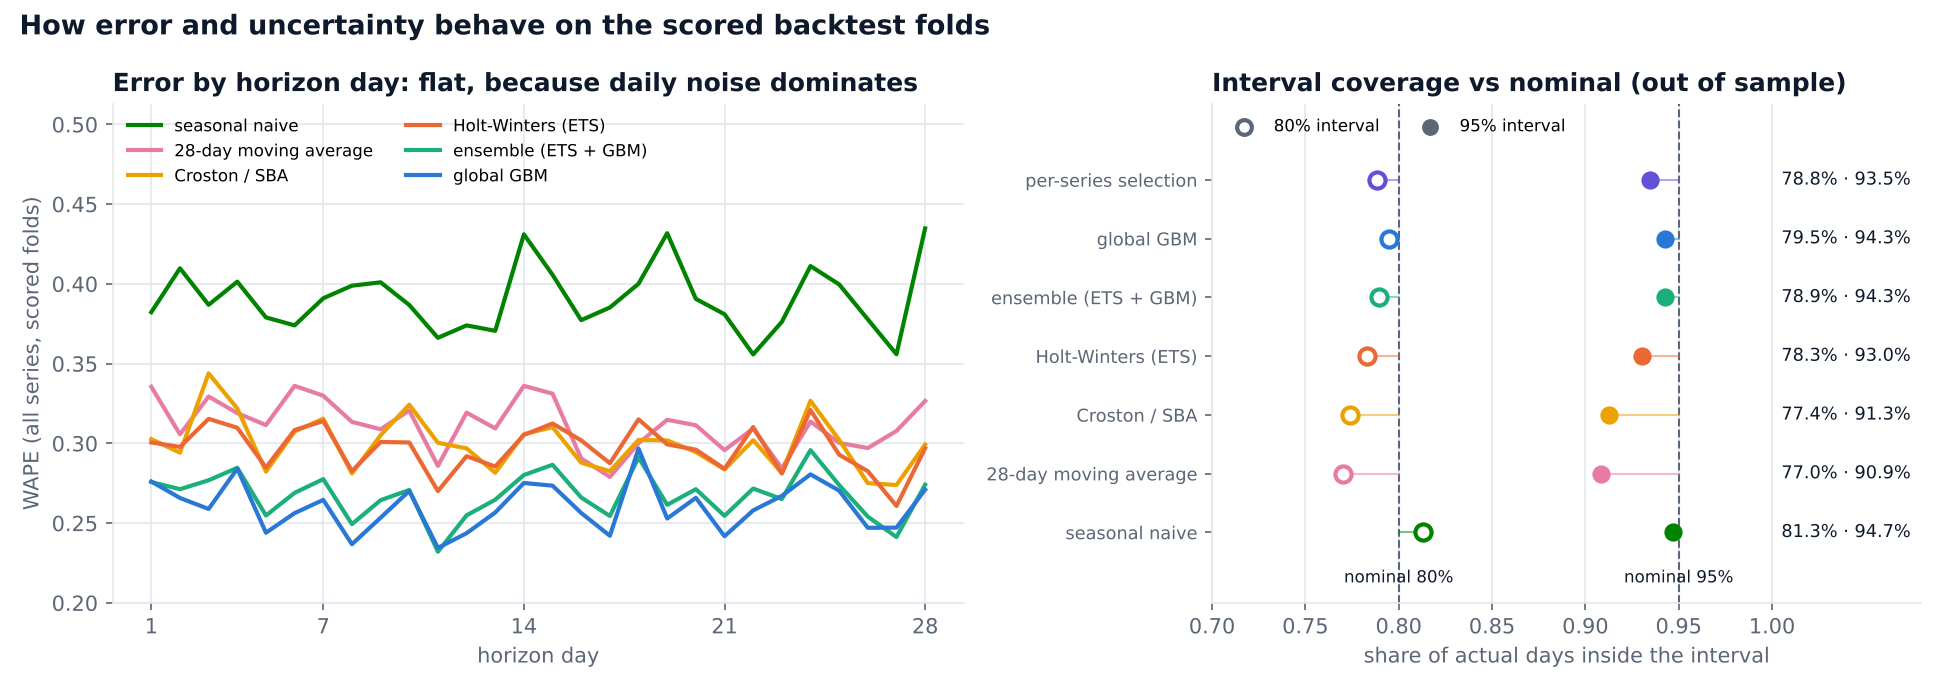 How error and uncertainty behave on the scored backtest folds
Error by horizon day: flat, because daily noise dominates
WAPE (all series, scored folds)
0.50
0.45
0.40
0.35
0.30
0.25
0.20
seasonal naive
28-day moving average
Croston / SBA
Holt-Winters (ETS)
ensemble (ETS + GBM)
global GBM
1 7 14 21 28
horizon day
Interval coverage vs nominal (out of sample)
80% interval 95% interval
per-series selection 78.8% · 93.5%
global GBM 79.5% · 94.3%
ensemble (ETS + GBM) 78.9% · 94.3%
Holt-Winters (ETS) 78.3% · 93.0%
Croston / SBA 77.4% · 91.3%
28-day moving average 77.0% · 90.9%
seasonal naive 81.3% · 94.7%
nominal 80% nominal 95%
0.70 0.75 0.80 0.85 0.90 0.95 1.00
share of actual days inside the interval